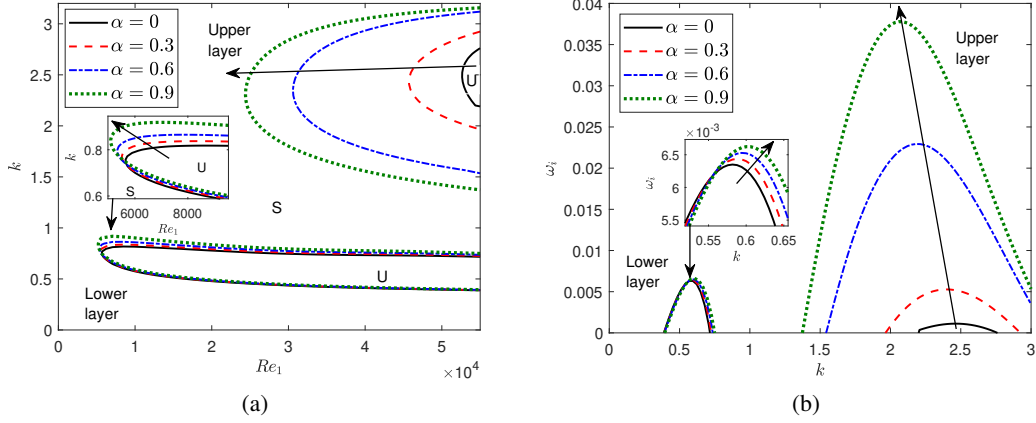 α = 0
α = 0.3
α = 0.6
α = 0.9
Upper
layer
U
S
U
S
U
Lower
layer
k
3
2.5
2
1.5
1
0.5
0
k
0.8
0.6
6000
8000
Re₁
0
1
2
3
4
5
Re₁
×10⁴
(a)
α = 0
α = 0.3
α = 0.6
α = 0.9
Upper
layer
Lower
layer
ωᵢ
0.04
0.035
0.03
0.025
0.02
0.015
0.01
0.005
0
×10⁻³
ωᵢ
6.5
6
5.5
0.55
0.6
0.65
k
0
0.5
1
1.5
2
2.5
3
k
(b)